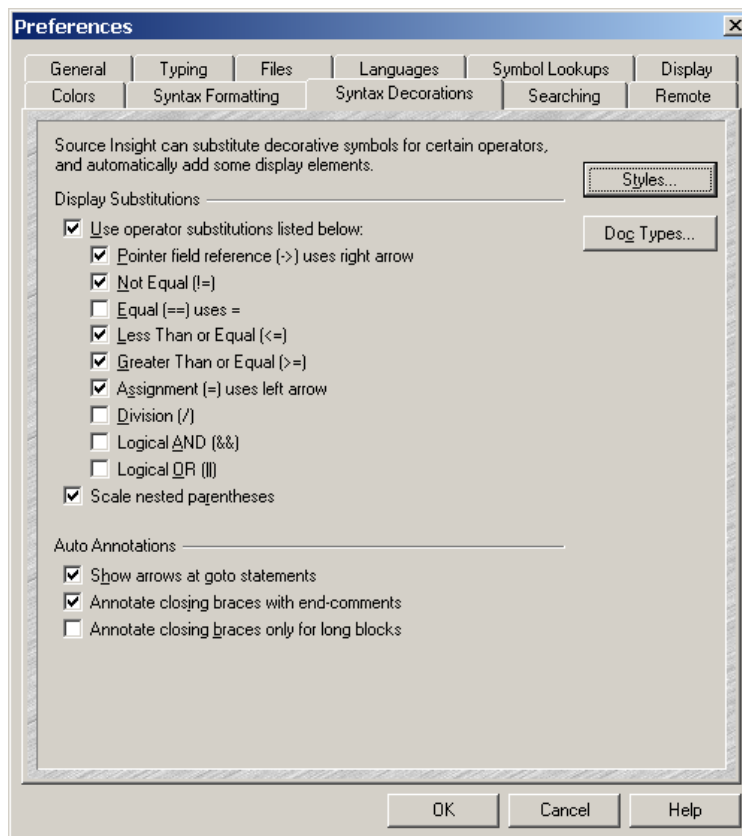 Preferences
General Typing Files Languages Symbol Lookups Display
Colors Syntax Formatting Syntax Decorations Searching Remote
Source Insight can substitute decorative symbols for certain operators,
and automatically add some display elements.
Styles...
Display Substitutions
Doc Types...
Use operator substitutions listed below:
Pointer field reference (->) uses right arrow
Not Equal (!=)
Equal (==) uses =
Less Than or Equal (<=)
Greater Than or Equal (>=)
Assignment (=) uses left arrow
Division (/)
Logical AND (&&)
Logical OR (||)
Scale nested parentheses
Auto Annotations
Show arrows at goto statements
Annotate closing braces with end-comments
Annotate closing braces only for long blocks
OK Cancel Help